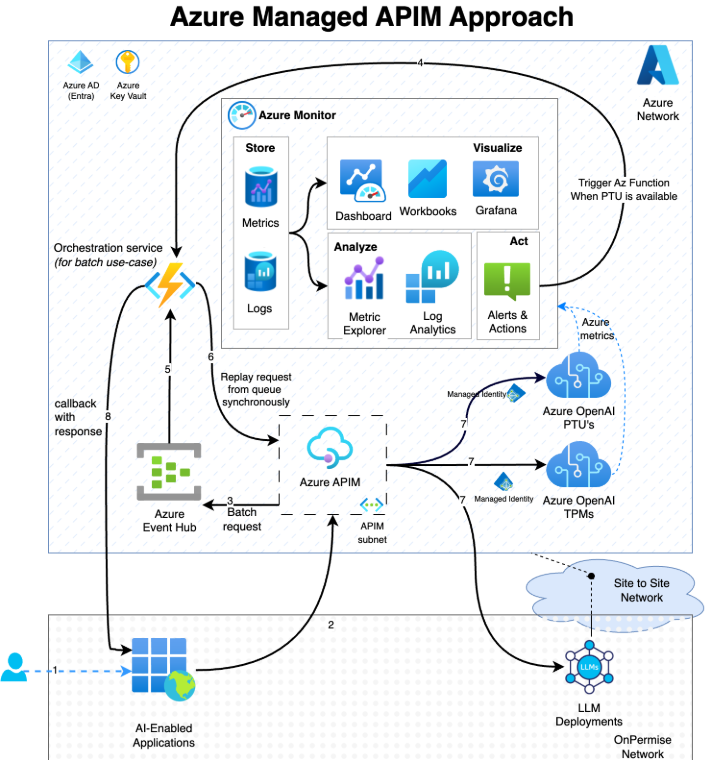 Azure Managed APIM Approach
Azure AD
(Entra)
Azure
Key Vault
4
Azure
Network
Azure Monitor
Store
Metrics
Logs
Visualize
Dashboard
Workbooks
Grafana
Analyze
Metric
Explorer
Log
Analytics
Act
Alerts &
Actions
Trigger Az Function
When PTU is available
Orchestration service
(for batch use-case)
Azure
metrics
5
6
Replay request
from queue
synchronously
callback
with
response
8
Managed Identity
7
Azure OpenAI
PTU's
7
Managed Identity
Azure OpenAI
TPMs
7
Azure APIM
APIM
subnet
3
Batch
request
Azure
Event Hub
Site to Site
Network
2
1
AI-Enabled
Applications
LLMs
LLM
Deployments
OnPermise
Network